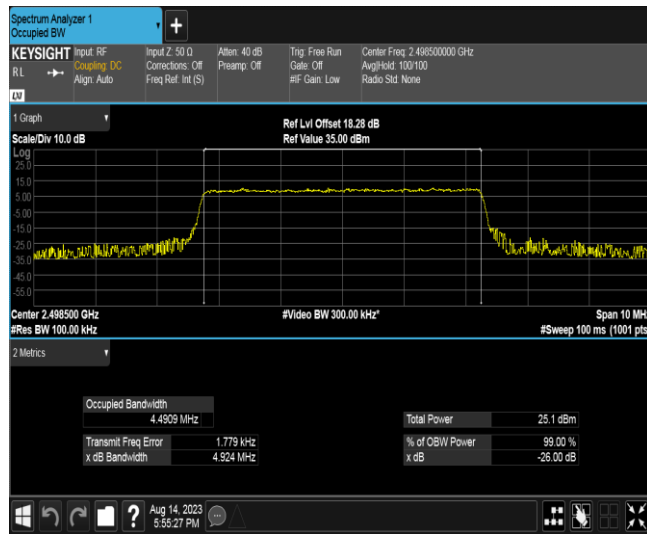 Spectrum Analyzer 1
Occupied BW
+
KEYSIGHT
RL
LXI
Input: RF
Coupling: DC
Align: Auto
Input Z: 50 Ω
Corrections: Off
Freq Ref: Int (S)
Atten: 40 dB
Preamp: Off
Trig: Free Run
Gate: Off
#IF Gain: Low
Center Freq: 2.498500000 GHz
Avg|Hold: 100/100
Radio Std: None
1 Graph
Scale/Div 10.0 dB
Ref Lvl Offset 18.28 dB
Ref Value 35.00 dBm
Log
25.0
15.0
5.00
-5.00
-15.0
-25.0
-35.0
-45.0
-55.0
Center 2.498500 GHz
#Res BW 100.00 kHz
#Video BW 300.00 kHz*
Span 10 MHz
#Sweep 100 ms (1001 pts
2 Metrics
Occupied Bandwidth
4.4909 MHz
Transmit Freq Error 1.779 kHz
x dB Bandwidth 4.924 MHz
Total Power 25.1 dBm
% of OBW Power 99.00 %
x dB -26.00 dB
?
Aug 14, 2023
5:55:27 PM